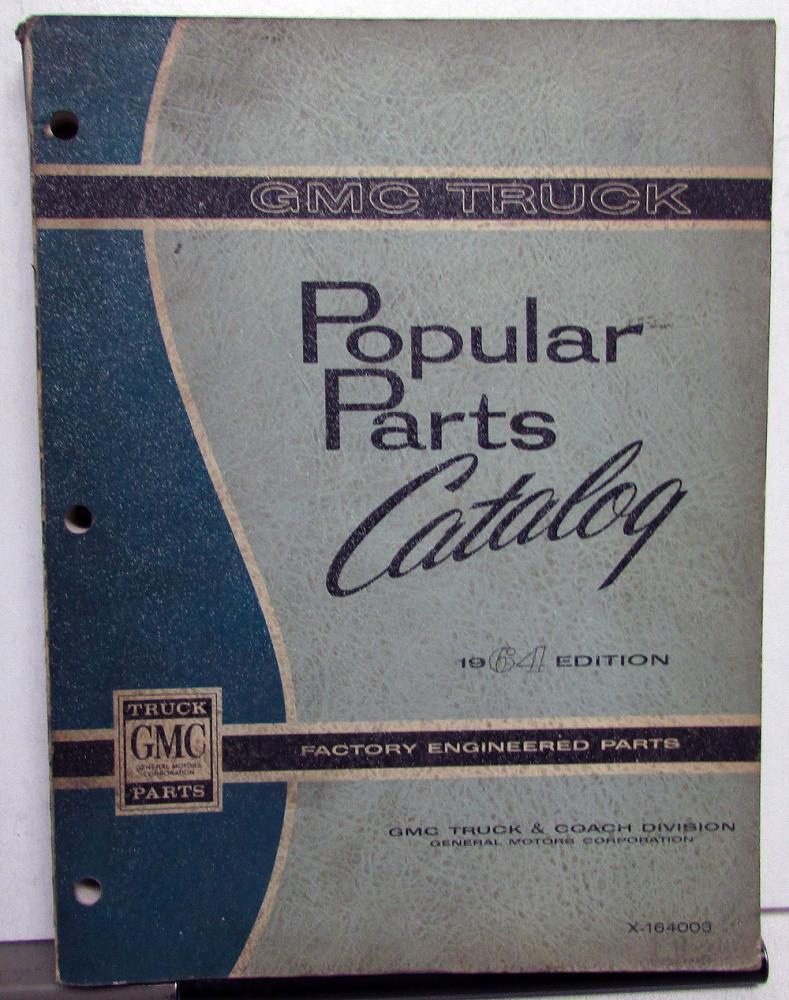 GMC TRUCK
Popular
Parts
Catalog
1964 EDITION
TRUCK
GMC
GENERAL MOTORS
CORPORATION
PARTS
FACTORY ENGINEERED PARTS
GMC TRUCK & COACH DIVISION
GENERAL MOTORS CORPORATION
X-164003